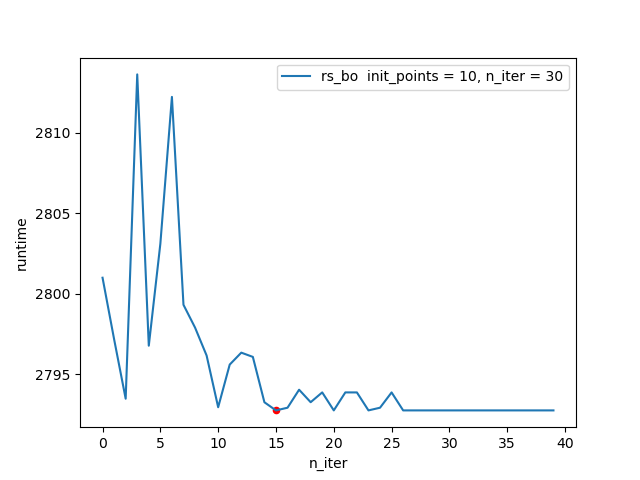 rs_bo  init_points = 10, n_iter = 30
runtime
2810
2805
2800
2795
0 5 10 15 20 25 30 35 40
n_iter